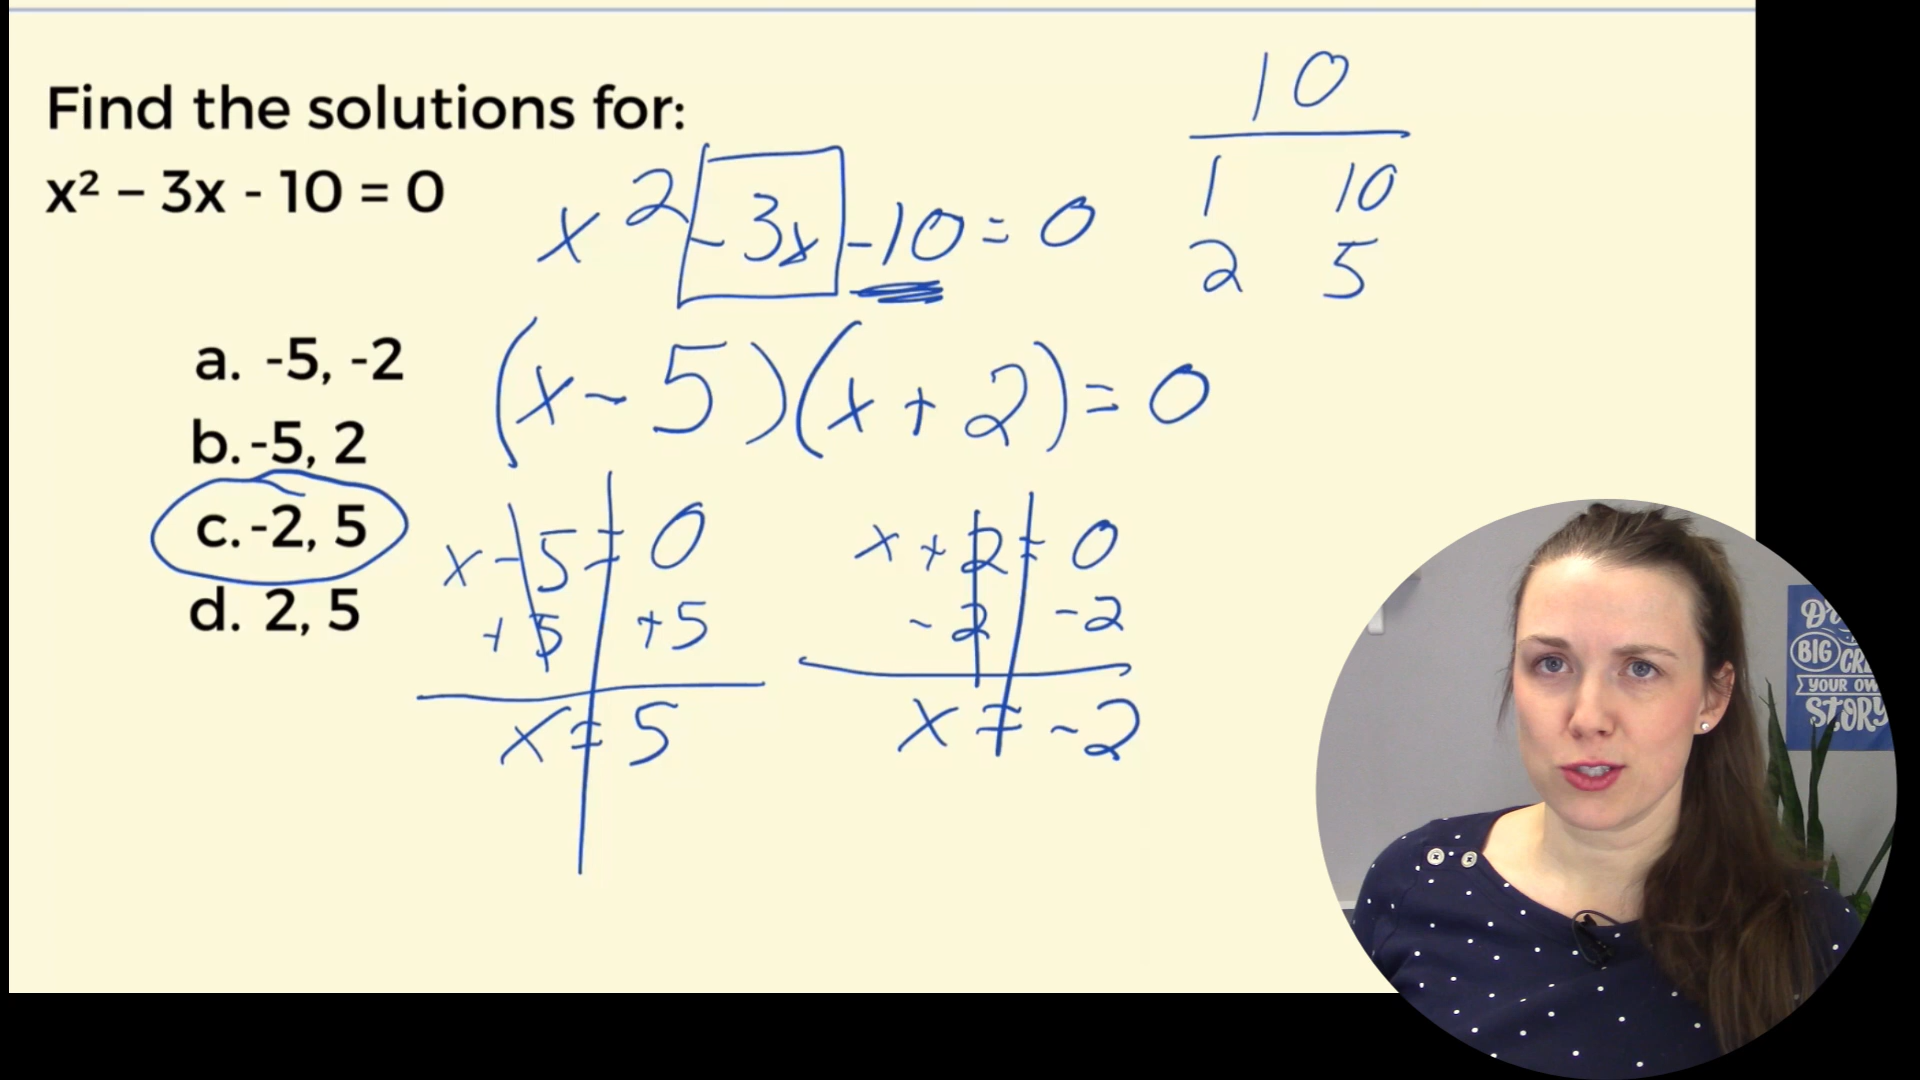 Find the solutions for:
x² – 3x - 10 = 0
x² - 3x - 10 = 0
10
1 10
2 5
a. -5, -2
b. -5, 2
c. -2, 5
d. 2, 5
(x - 5)(x + 2) = 0
x - 5 = 0
+ 5 +5
x = 5
x + 2 = 0
- 2 -2
x = -2
BIG
YOUR OW
STORY